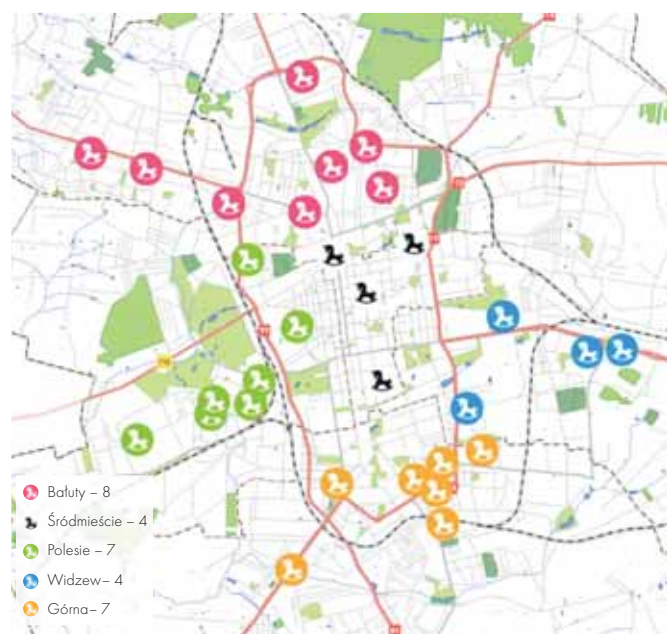 Bałuty – 8
Śródmieście – 4
Polesie – 7
Widzew – 4
Górna – 7